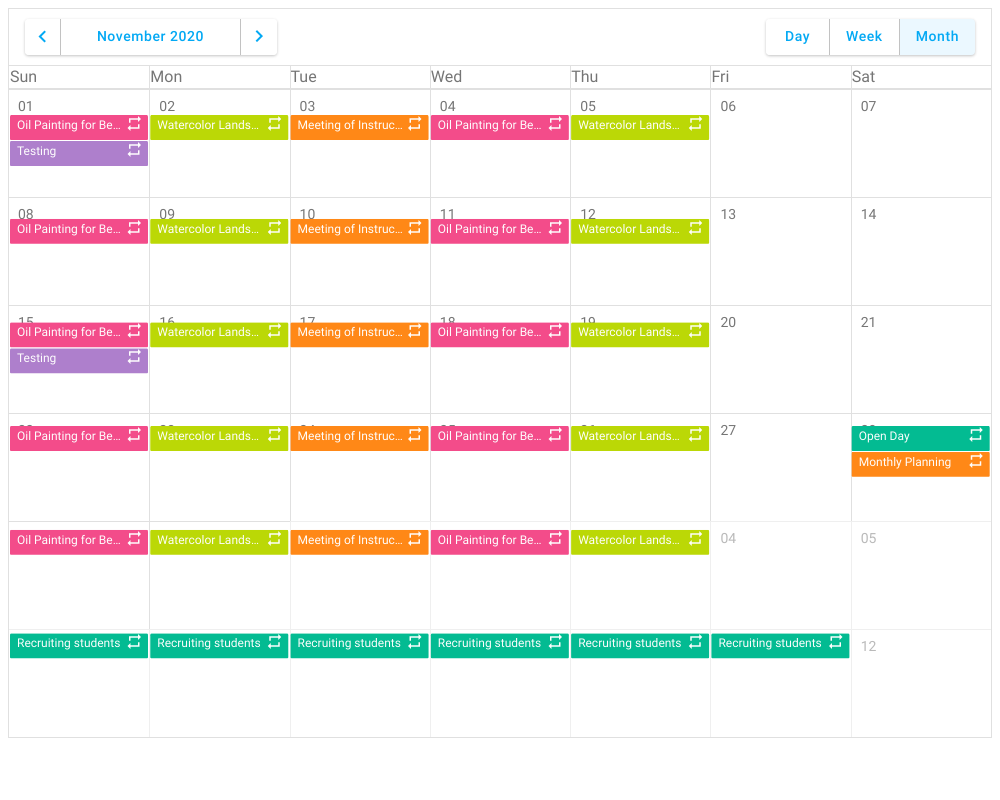 November 2020
Day Week Month
Sun Mon Tue Wed Thu Fri Sat
01 02 03 04 05 06 07
Oil Painting for Be... Watercolor Lands... Meeting of Instruc... Oil Painting for Be... Watercolor Lands...
Testing
08 09 10 11 12 13 14
Oil Painting for Be... Watercolor Lands... Meeting of Instruc... Oil Painting for Be... Watercolor Lands...
15 16 17 18 19 20 21
Oil Painting for Be... Watercolor Lands... Meeting of Instruc... Oil Painting for Be... Watercolor Lands...
Testing
27
Oil Painting for Be... Watercolor Lands... Meeting of Instruc... Oil Painting for Be... Watercolor Lands... Open Day
Monthly Planning
04 05
Oil Painting for Be... Watercolor Lands... Meeting of Instruc... Oil Painting for Be... Watercolor Lands...
Recruiting students Recruiting students Recruiting students Recruiting students Recruiting students Recruiting students
12